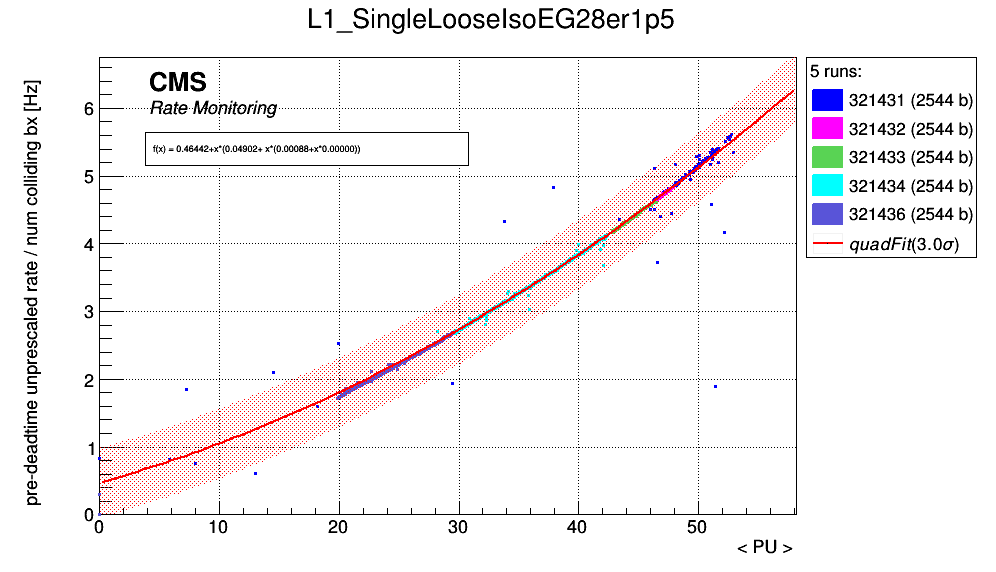 L1_SingleLooseIsoEG28er1p5
pre-deadtime unprescaled rate / num colliding bx [Hz]
CMS
Rate Monitoring
f(x) = 0.46442+x*(0.04902+ x*(0.00088+x*0.00000))
6
5
4
3
2
1
0
0 10 20 30 40 50
< PU >
5 runs:
321431 (2544 b)
321432 (2544 b)
321433 (2544 b)
321434 (2544 b)
321436 (2544 b)
quadFit(3.0σ)